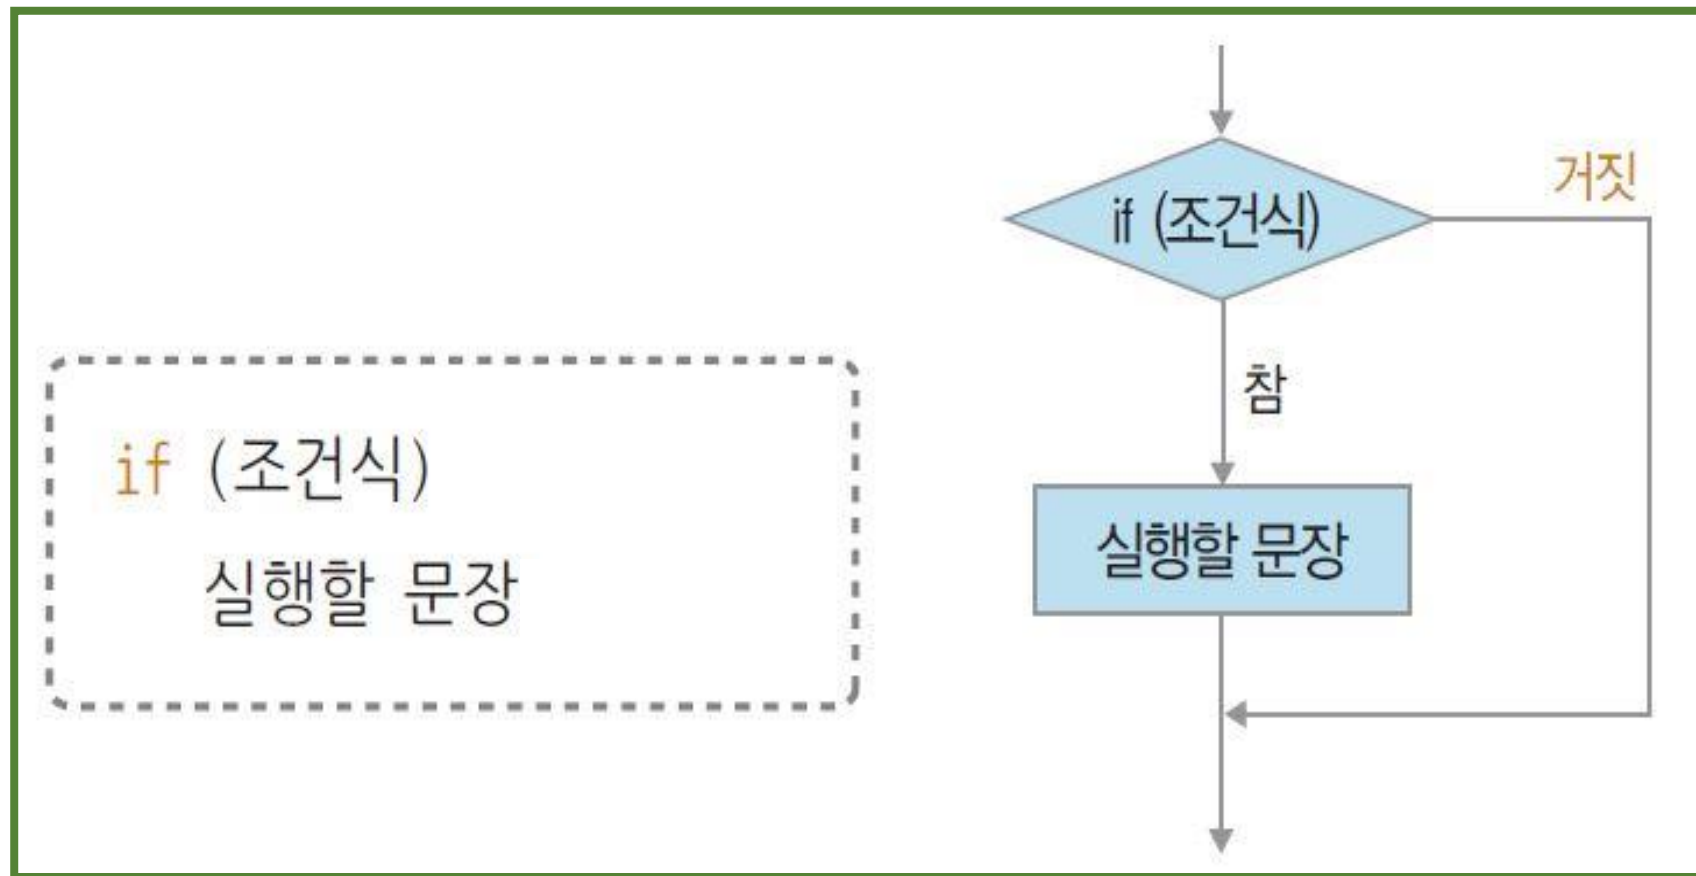 if (조건식)
실행할 문장
if (조건식)
거짓
참
실행할 문장